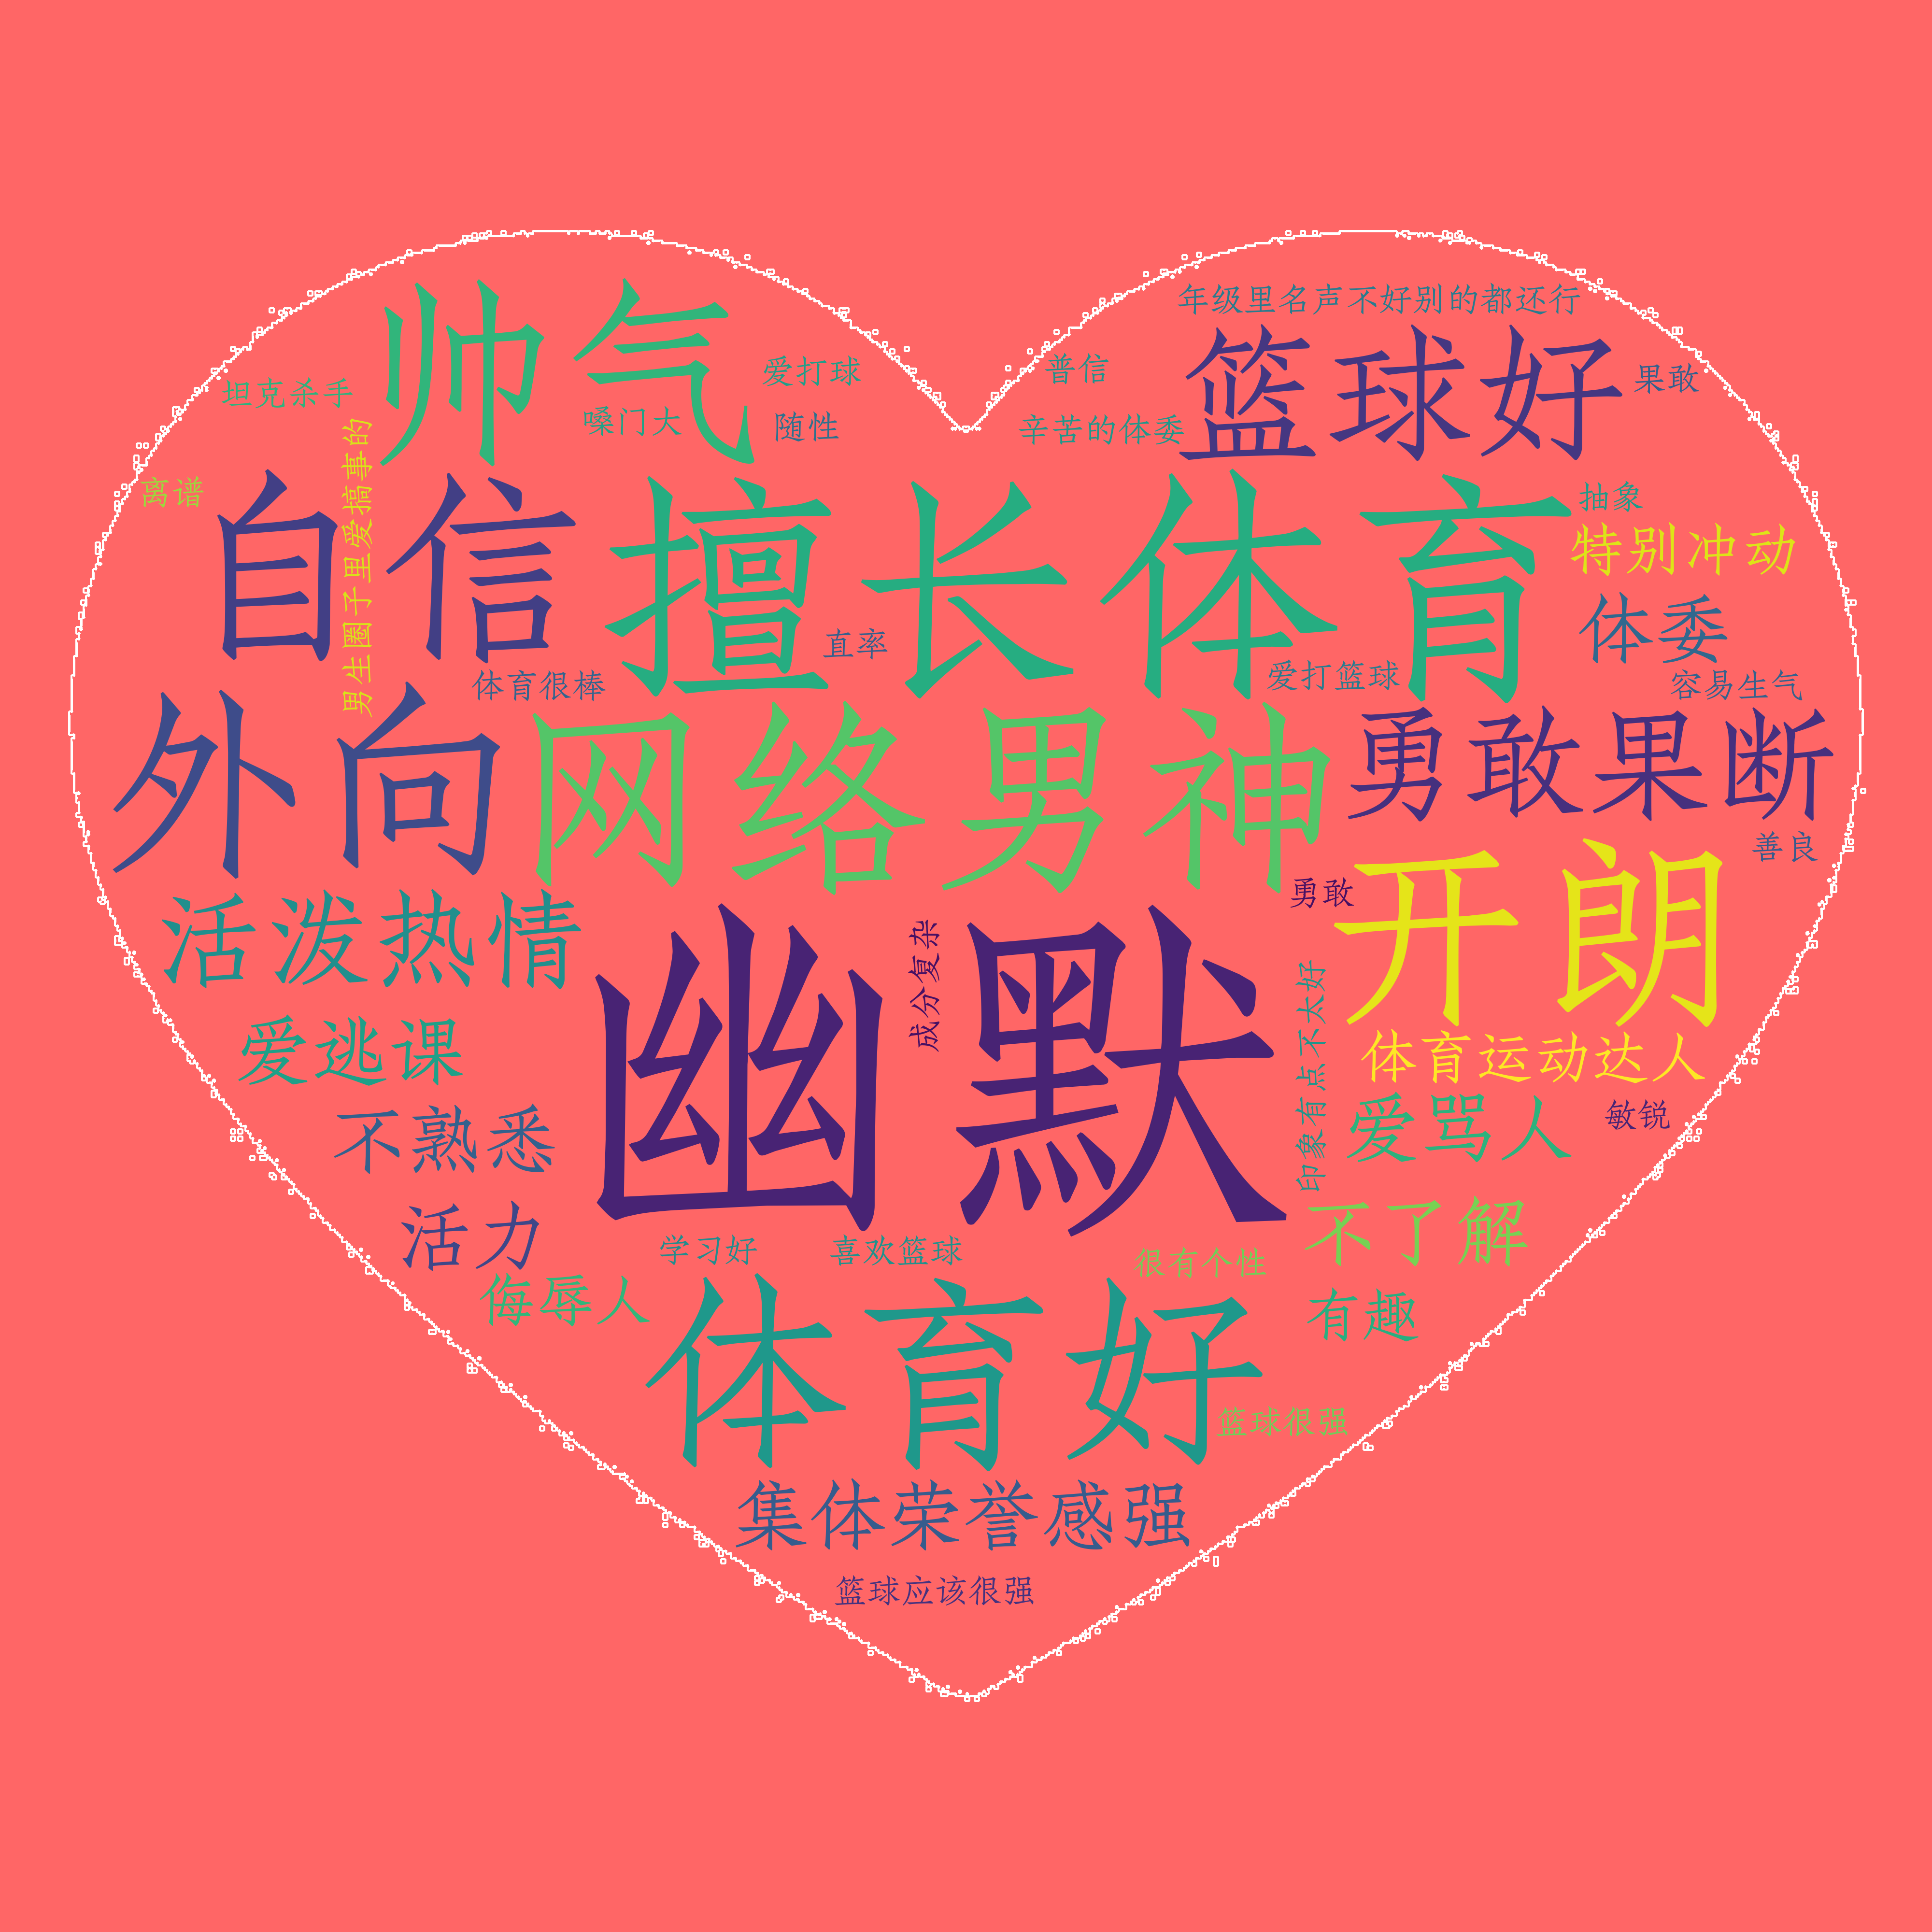 年级里名声不好别的都还行
帅气
爱打球
普信
篮球好
果敢
坦克杀手
嗓门大
随性
辛苦的体委
男生圈子里爱搞事的
离谱
自信
擅长体育
抽象
特别冲动
体委
直率
体育很棒
爱打篮球
容易生气
外向
网络男神
勇敢果断
善良
开朗
勇敢
活泼热情
幽默
成分复杂
印象有点不太好
爱逃课
体育运动达人
不熟悉
爱骂人
敏锐
活力
不了解
学习好
喜欢篮球
很有个性
侮辱人
有趣
体育好
篮球很强
集体荣誉感强
篮球应该很强